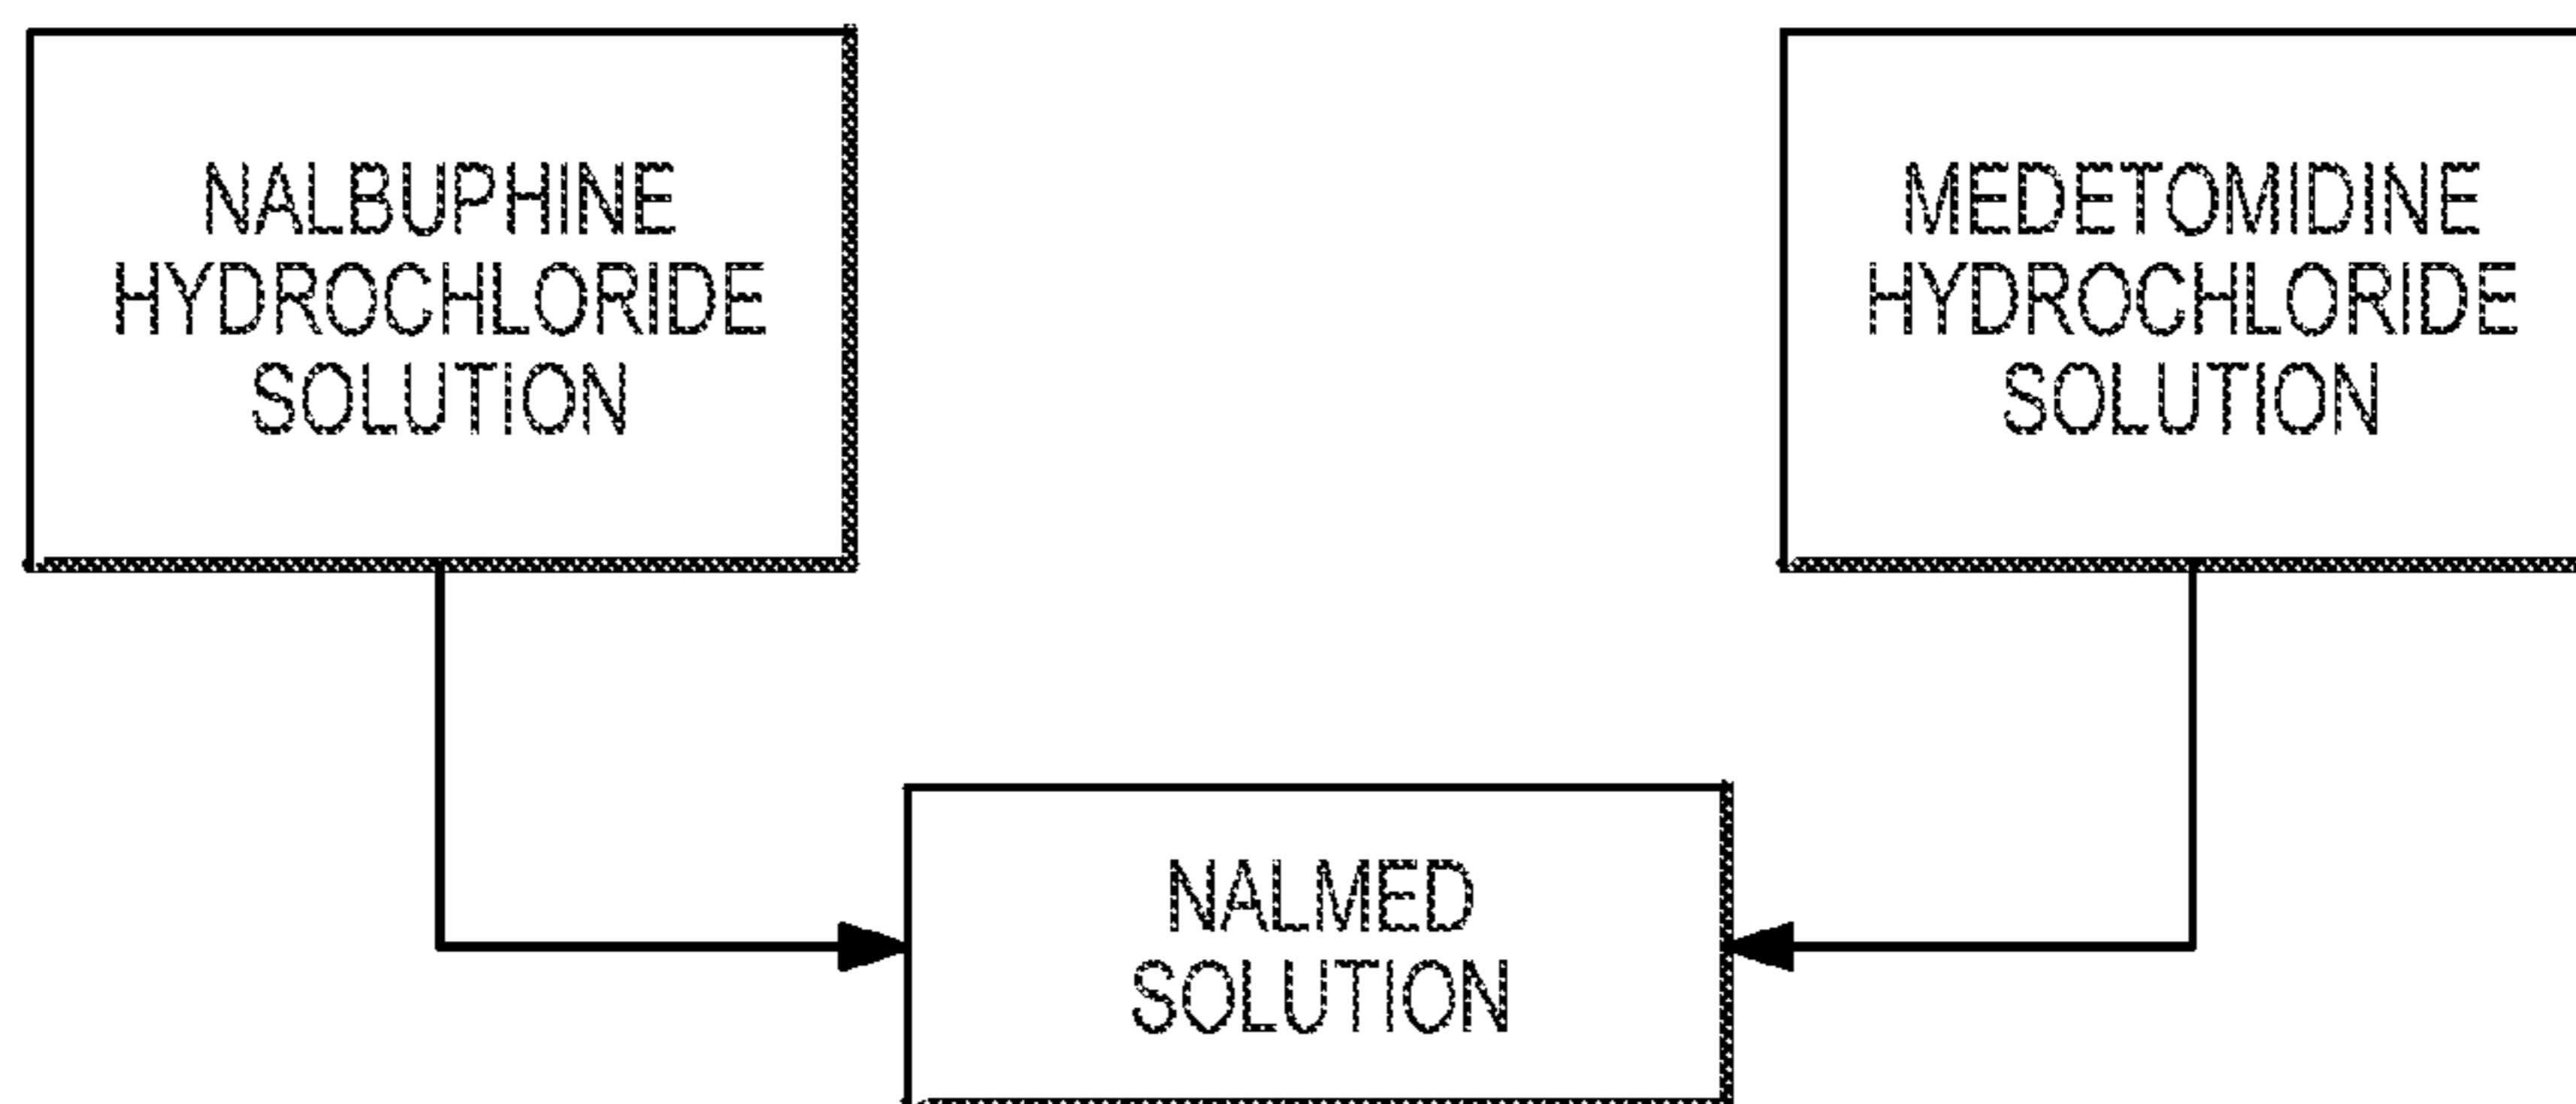 NALBUPHINE
HYDROCHLORIDE
SOLUTION
MEDETOMIDINE
HYDROCHLORIDE
SOLUTION
NALMED
SOLUTION